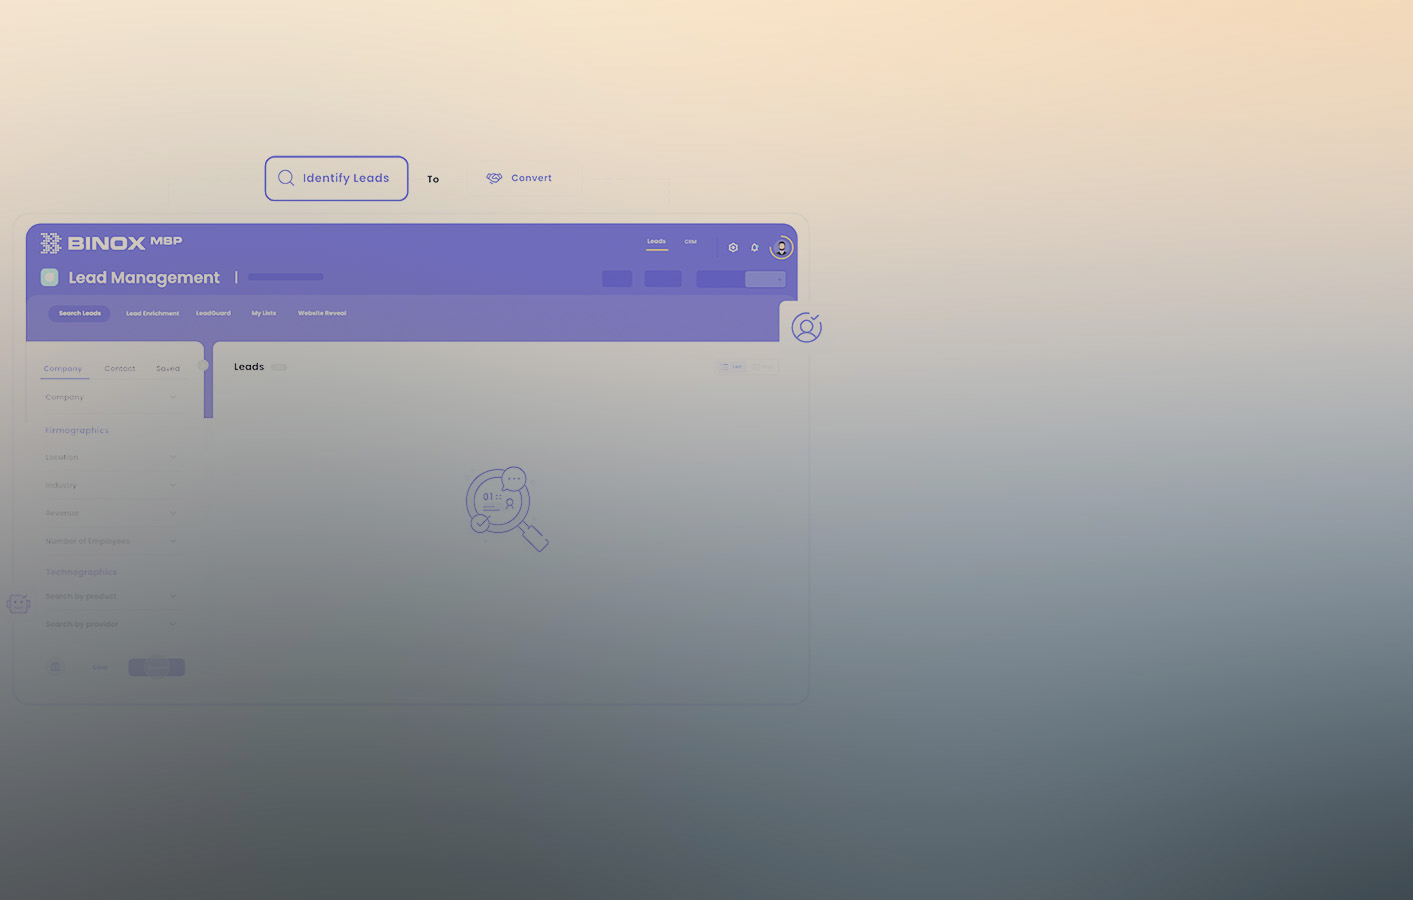 Identify Leads
To
Convert
BINOX MSP
Leads
CRM
Lead Management
Search Leads
Lead Enrichment
LeadGuard
My Lists
Website Reveal
Company
Contact
Saved
Leads
Company
Firmographics
Location
Industry
Revenue
Number of Employees
Technographics
Search by product
Search by provider
01